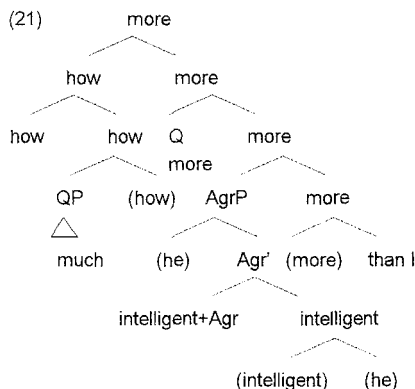 (21) more
how more
how how Q more
more
QP (how) AgrP more
much (he) Agr' (more) than
intelligent+Agr intelligent
(intelligent) (he)